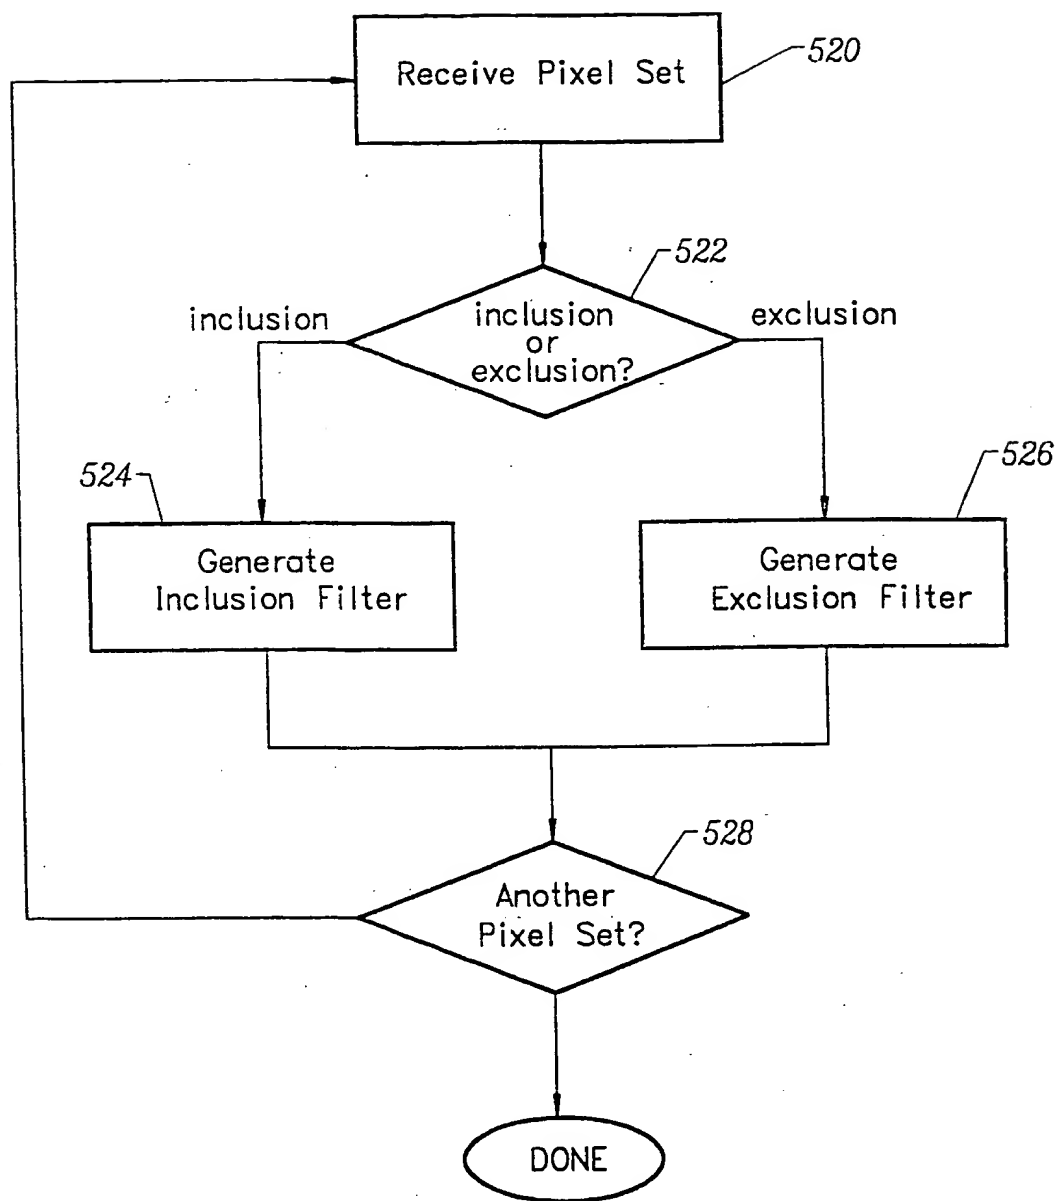 Receive Pixel Set
520
522
inclusion
inclusion
or
exclusion?
exclusion
524
526
Generate
Inclusion Filter
Generate
Exclusion Filter
528
Another
Pixel Set?
DONE